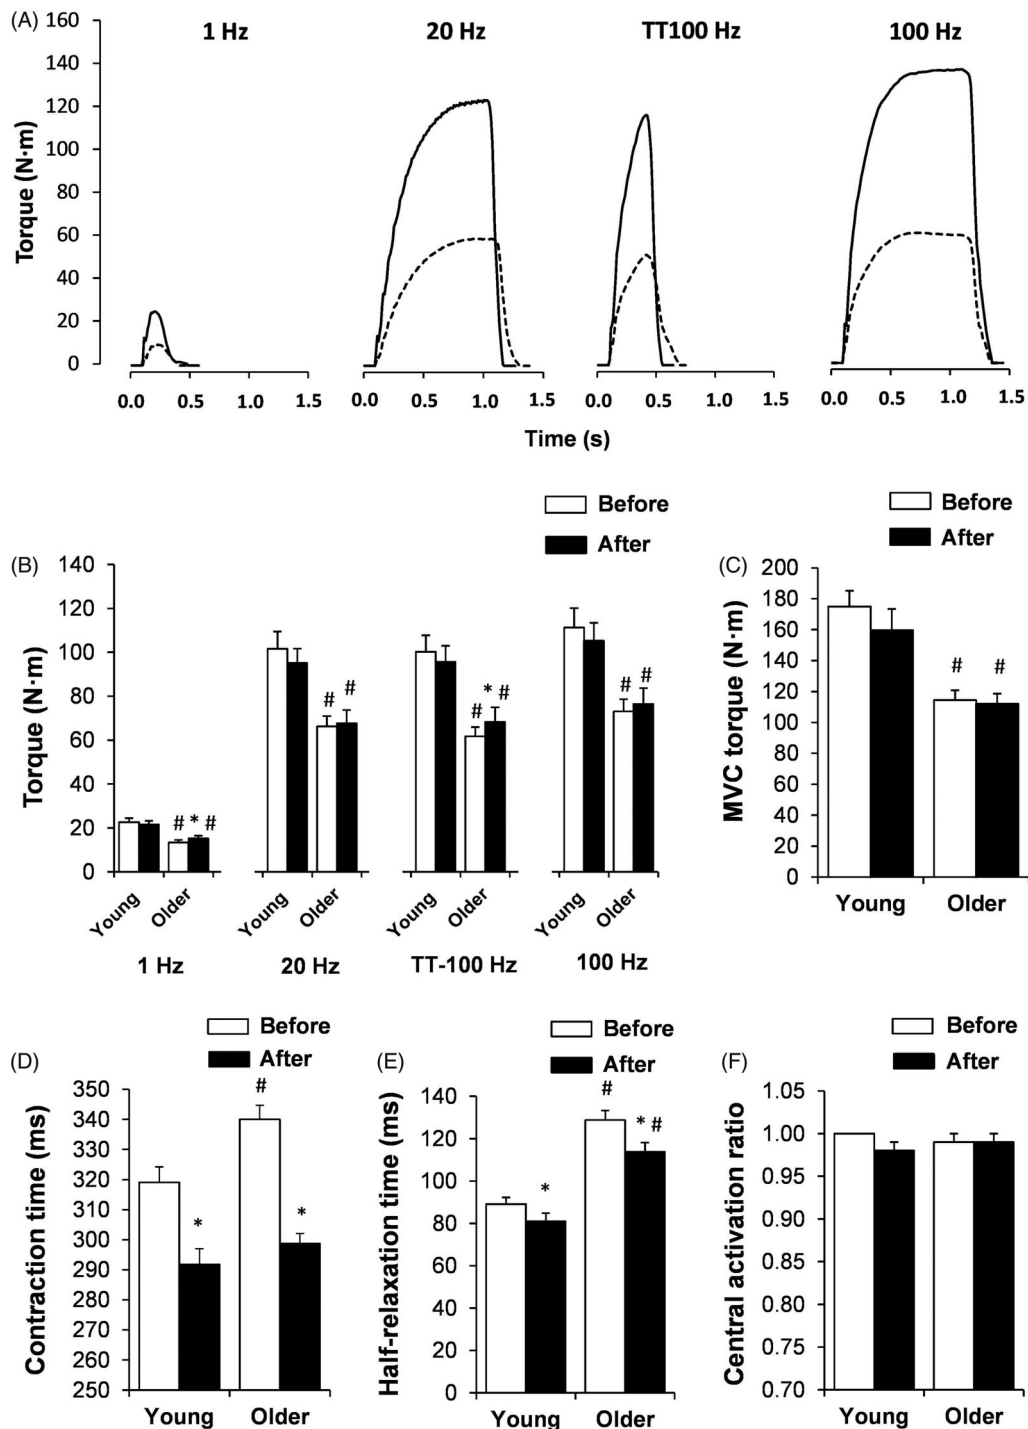 (A)
160
140
120
100
80
60
40
20
0
Torque (N·m)
1 Hz 20 Hz TT100 Hz 100 Hz
0.0 0.5 1.0 1.5 0.0 0.5 1.0 1.5 0.0 0.5 1.0 1.5 0.0 0.5 1.0 1.5
Time (s)
(B)
Before
After
140
120
100
80
60
40
20
0
Torque (N·m)
# * #
# #
# * #
# #
Young Older Young Older Young Older Young Older
1 Hz 20 Hz TT-100 Hz 100 Hz
(C)
Before
After
200
180
160
140
120
100
80
60
40
20
0
MVC torque (N·m)
# #
Young Older
(D)
Before
After
350
340
330
320
310
300
290
280
270
260
250
Contraction time (ms)
* # *
Young Older
(E)
Before
After
140
120
100
80
60
40
20
0
Half-relaxation time (ms)
* # * #
Young Older
(F)
Before
After
1.05
1.00
0.95
0.90
0.85
0.80
0.75
0.70
Central activation ratio
Young Older